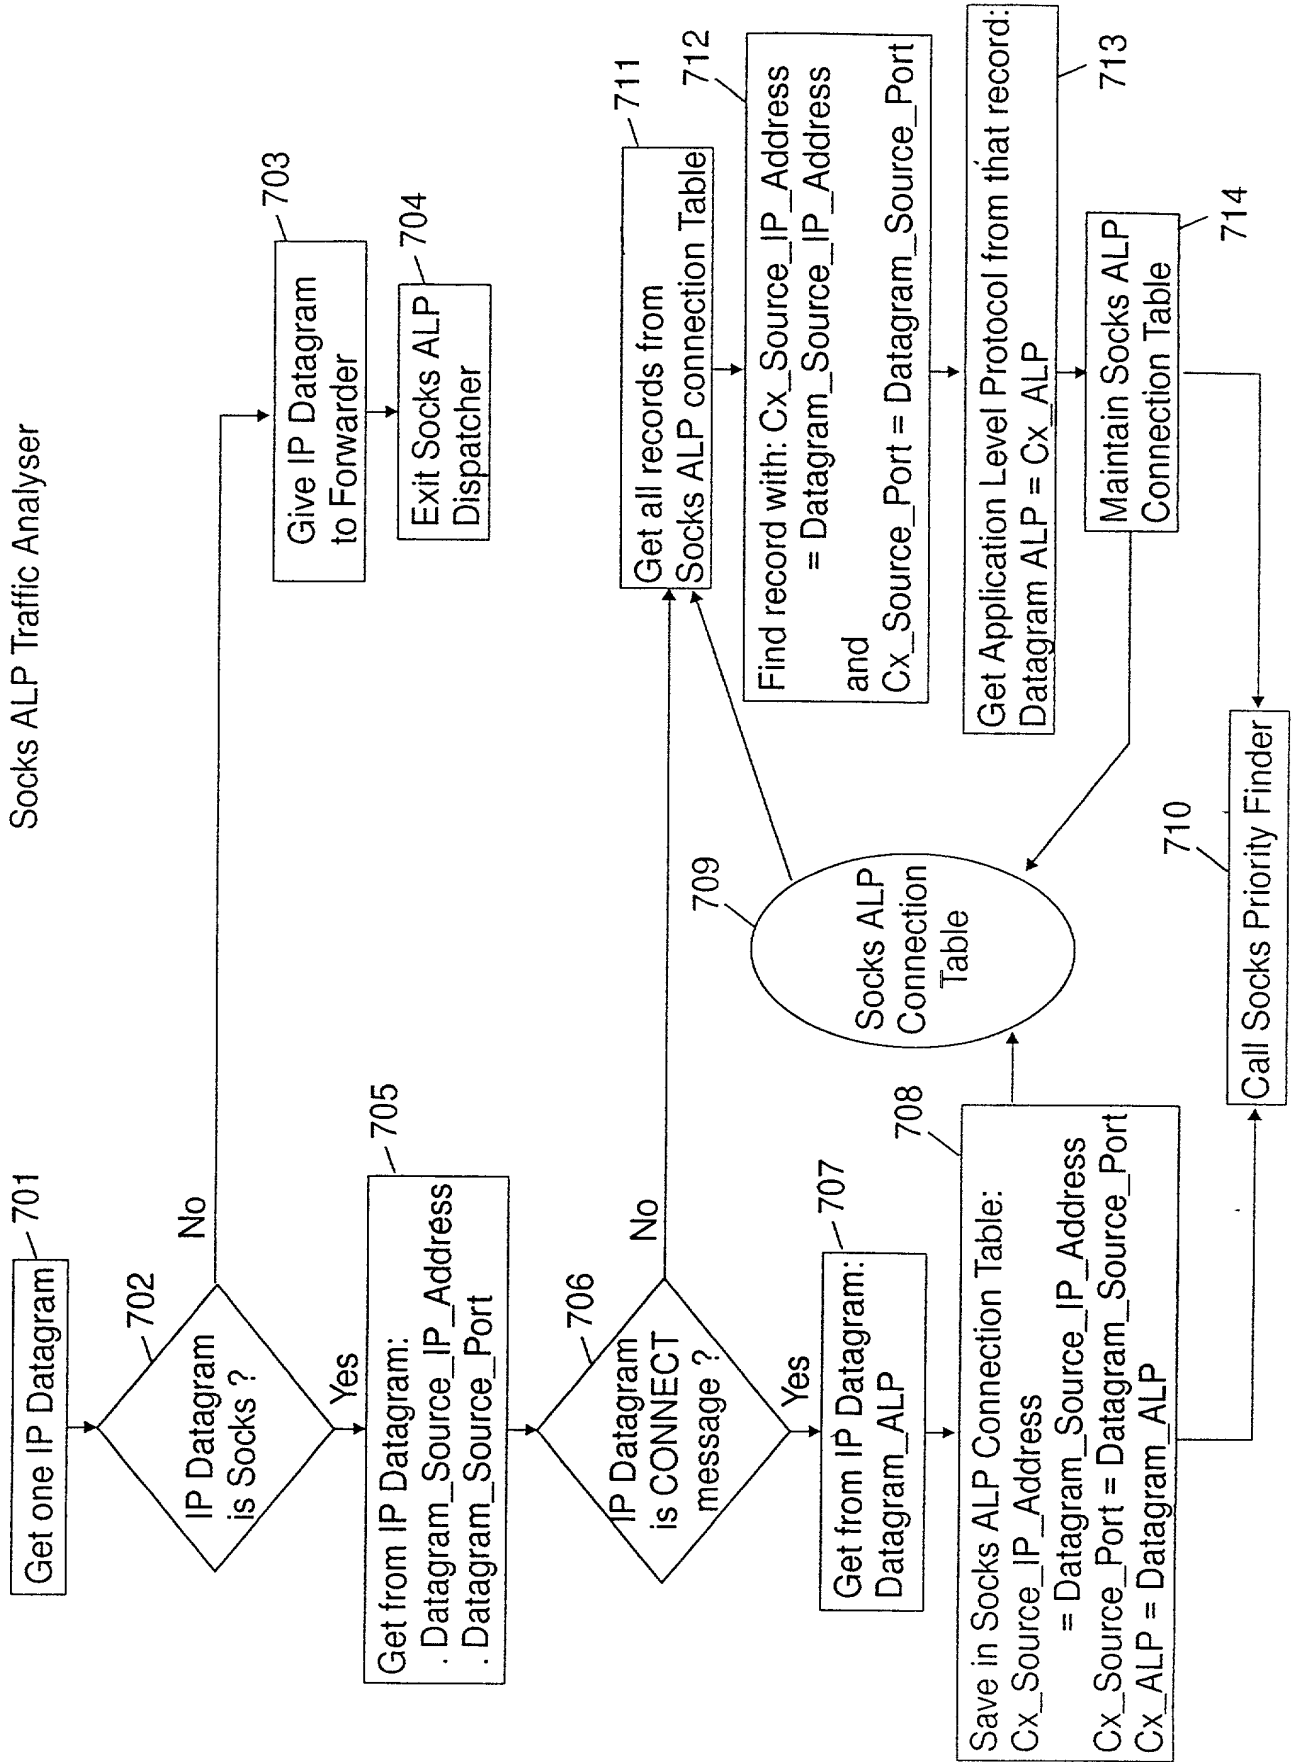 Socks ALP Traffic Analyser
701
Get one IP Datagram
702
IP Datagram
is Socks ?
No
Yes
703
Give IP Datagram
to Forwarder
704
Exit Socks ALP
Dispatcher
705
Get from IP Datagram:
. Datagram_Source_IP_Address
. Datagram_Source_Port
706
IP Datagram
is CONNECT
message ?
No
Yes
707
Get from IP Datagram:
Datagram_ALP
708
Save in Socks ALP Connection Table:
Cx_Source_IP_Address
= Datagram_Source_IP_Address
Cx_Source_Port = Datagram_Source_Port
Cx_ALP = Datagram_ALP
709
Socks ALP
Connection
Table
710
Call Socks Priority Finder
711
Get all records from
Socks ALP connection Table
712
Find record with: Cx_Source_IP_Address
= Datagram_Source_IP_Address
and
Cx_Source_Port = Datagram_Source_Port
713
Get Application Level Protocol from that record:
Datagram ALP = Cx_ALP
714
Maintain Socks ALP
Connection Table